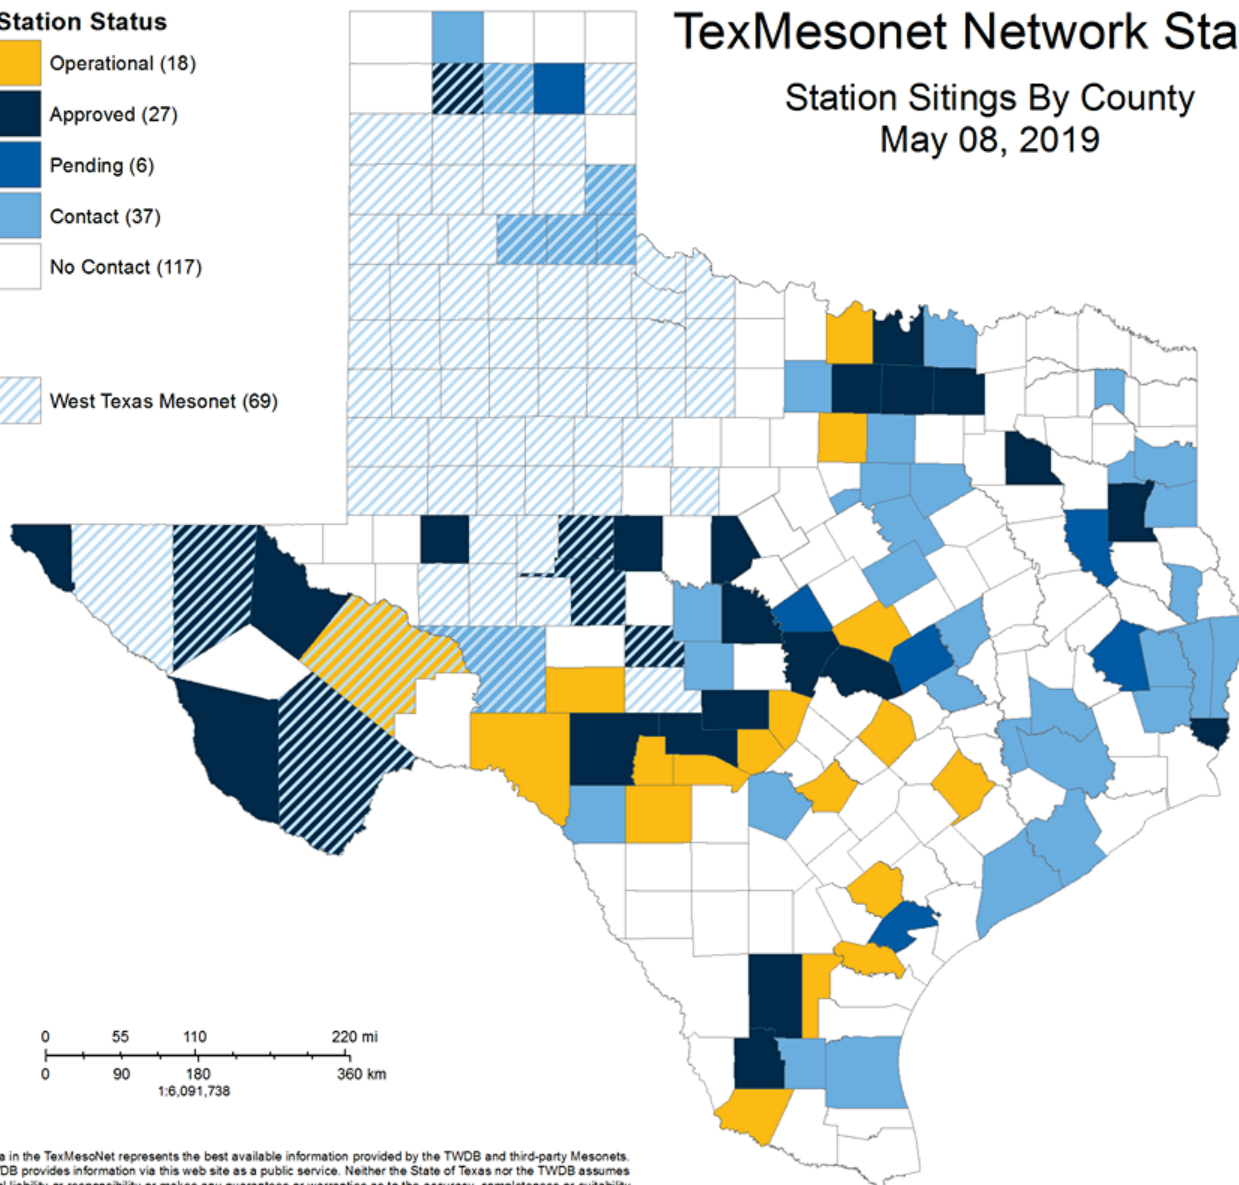 TexMesonet Network Sta
Station Sitings By County
May 08, 2019
Station Status
Operational (18)
Approved (27)
Pending (6)
Contact (37)
No Contact (117)
West Texas Mesonet (69)
0 55 110 220 mi
0 90 180 360 km
1:6,091,738
a in the TexMesoNet represents the best available information provided by the TWDB and third-party Mesonets.
DB provides information via this web site as a public service. Neither the State of Texas nor the TWDB assumes